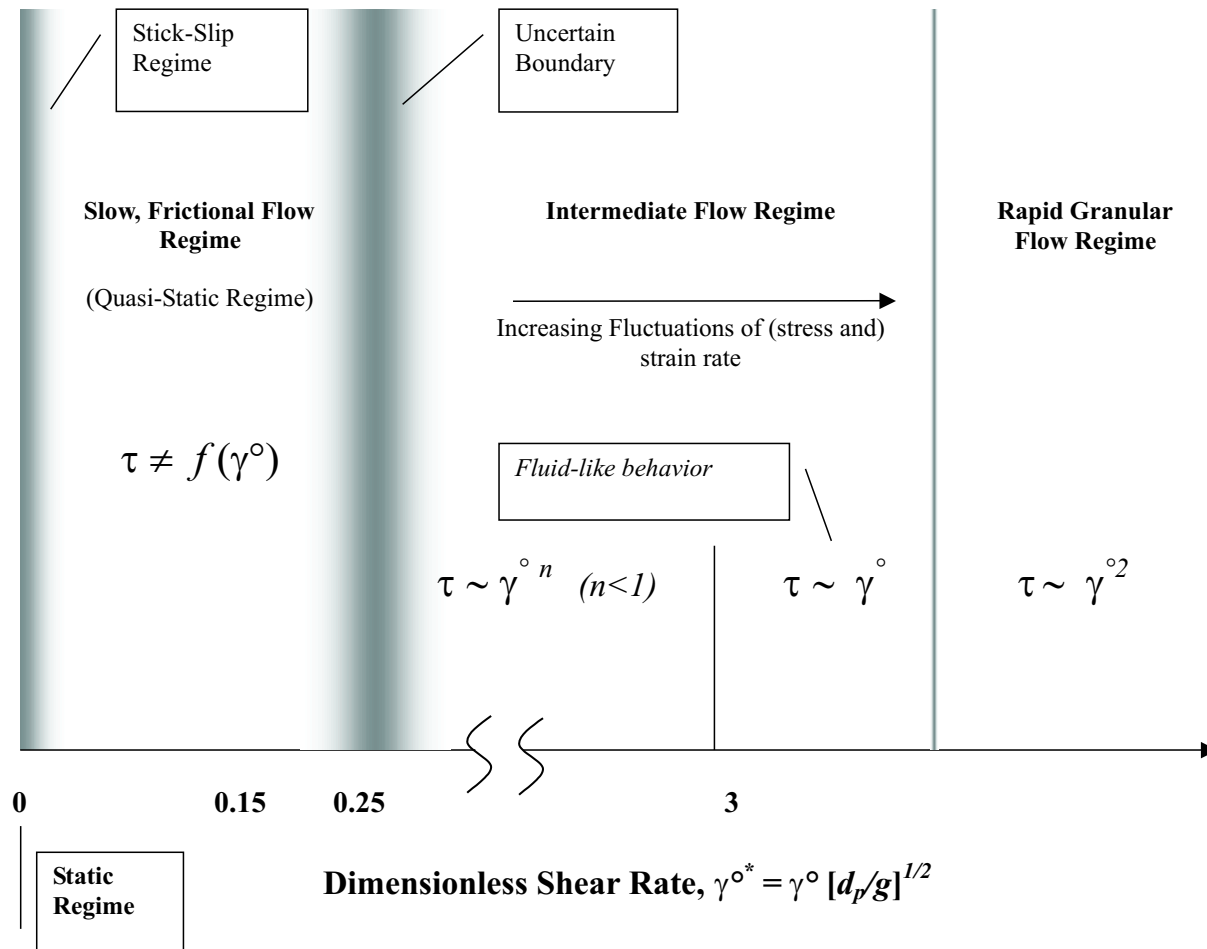 Stick-Slip
Regime
Uncertain
Boundary
Slow, Frictional Flow
Regime
(Quasi-Static Regime)
Intermediate Flow Regime
Increasing Fluctuations of (stress and)
strain rate
Rapid Granular
Flow Regime
τ ≠ f(γ°)
Fluid-like behavior
τ ~ γ° n (n<1)
τ ~ γ°
τ ~ γ°2
0
0.15
0.25
3
Static
Regime
Dimensionless Shear Rate, γ°* = γ° [dp/g]1/2